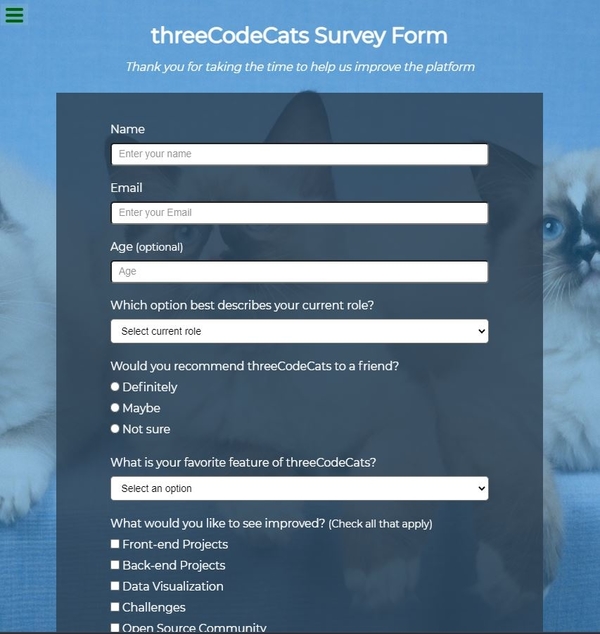 threeCodeCats Survey Form
Thank you for taking the time to help us improve the platform
Name
Enter your name
Email
Enter your Email
Age (optional)
Age
Which option best describes your current role?
Select current role
Would you recommend threeCodeCats to a friend?
Definitely
Maybe
Not sure
What is your favorite feature of threeCodeCats?
Select an option
What would you like to see improved? (Check all that apply)
Front-end Projects
Back-end Projects
Data Visualization
Challenges
Open Source Community